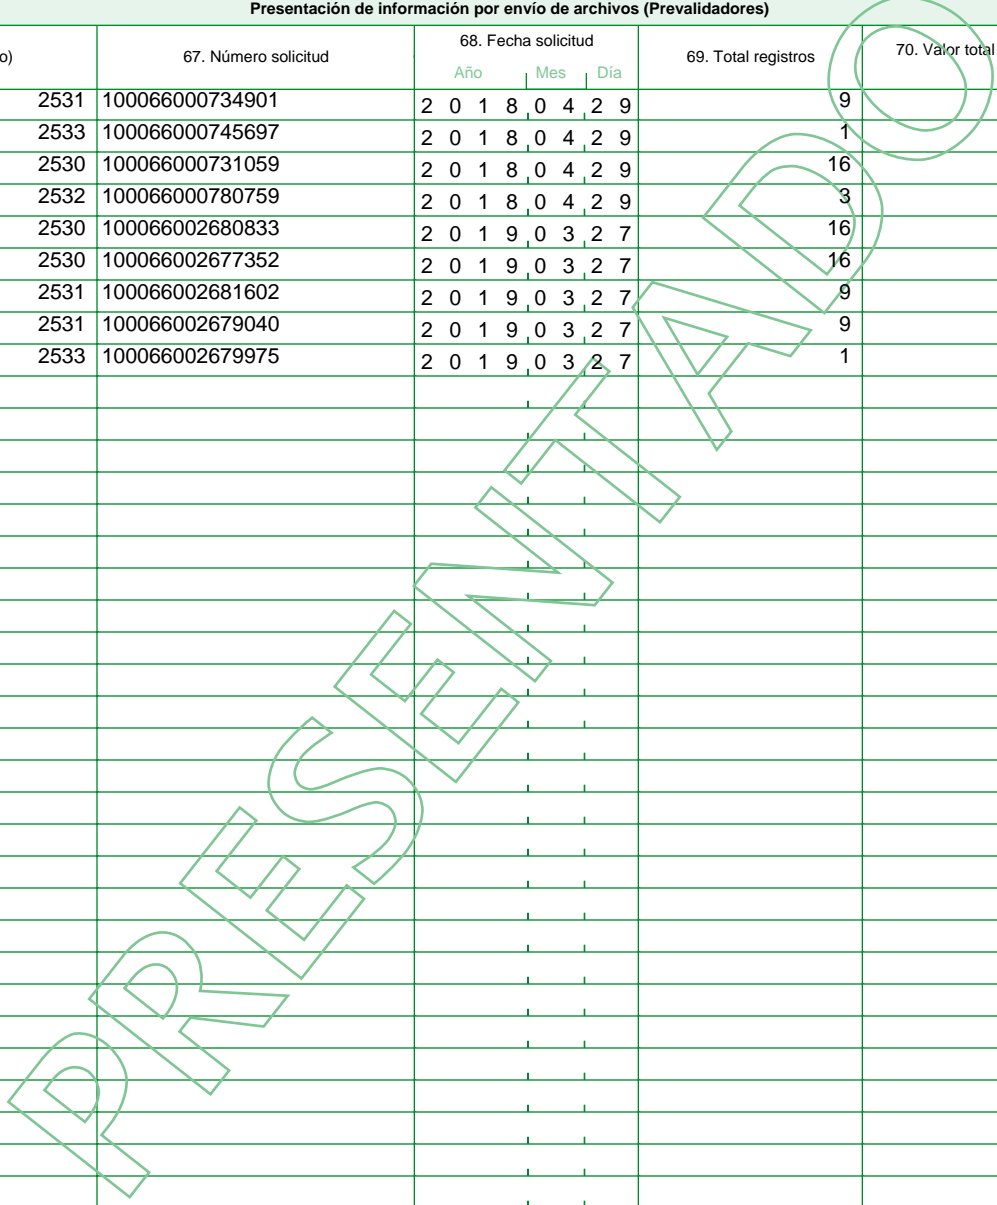 Presentación de información por envío de archivos (Prevalidadores)
o) 67. Número solicitud 68. Fecha solicitud 69. Total registros 70. Valor total
Año Mes Día
2531 100066000734901 2 0 1 8 0 4 2 9 9
2533 100066000745697 2 0 1 8 0 4 2 9 1
2530 100066000731059 2 0 1 8 0 4 2 9 16
2532 100066000780759 2 0 1 8 0 4 2 9 3
2530 100066002680833 2 0 1 9 0 3 2 7 16
2530 100066002677352 2 0 1 9 0 3 2 7 16
2531 100066002681602 2 0 1 9 0 3 2 7 9
2531 100066002679040 2 0 1 9 0 3 2 7 9
2533 100066002679975 2 0 1 9 0 3 2 7 1
PRESENTADO